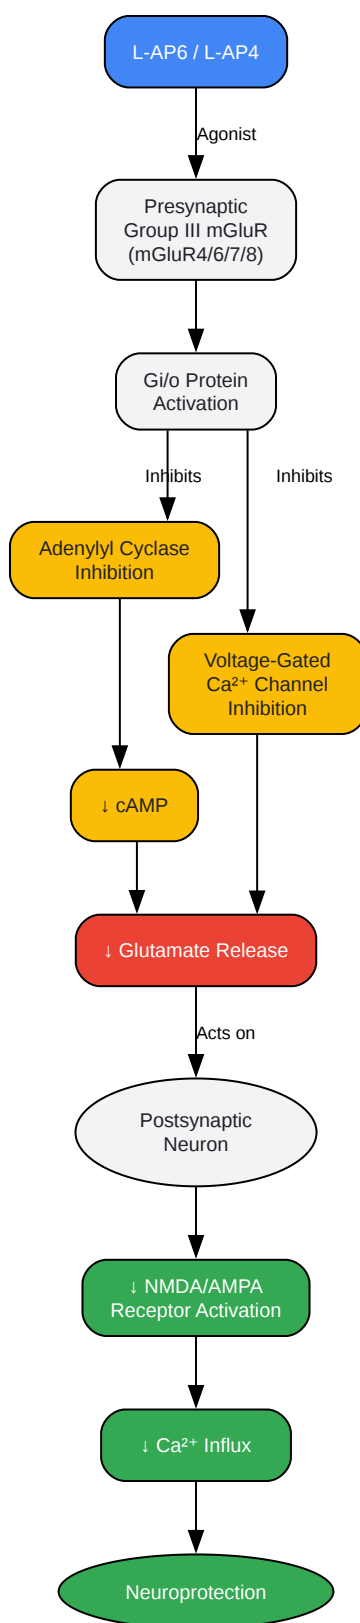 L-AP6 / L-AP4
Agonist
Presynaptic
Group III mGluR
(mGluR4/6/7/8)
Gi/o Protein
Activation
Inhibits
Inhibits
Adenylyl Cyclase
Inhibition
Voltage-Gated
Ca²⁺ Channel
Inhibition
↓ cAMP
↓ Glutamate Release
Acts on
Postsynaptic
Neuron
↓ NMDA/AMPA
Receptor Activation
↓ Ca²⁺ Influx
Neuroprotection